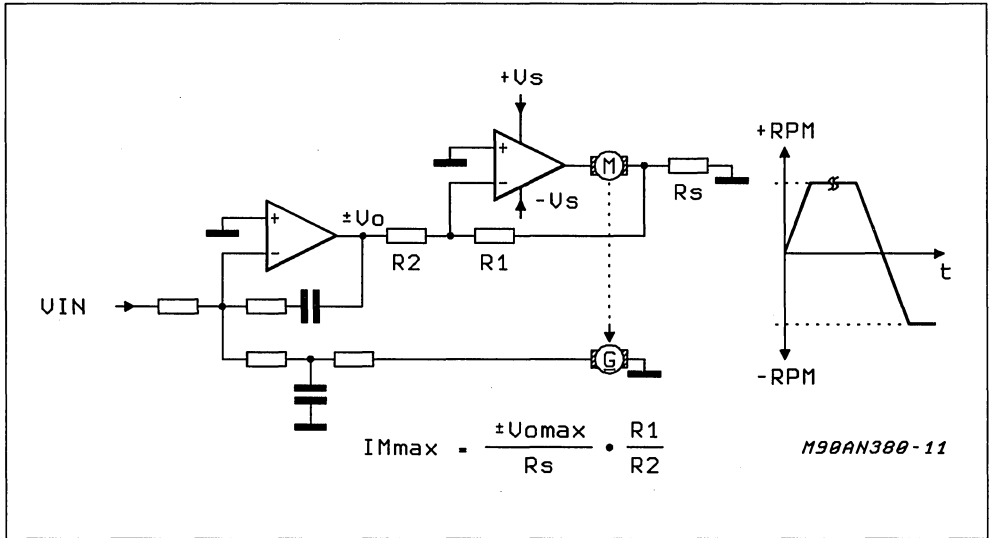 +Vs
+RPM
+
-
M
-Vs
Rs
±Vo
+
-
R2
R1
t
VIN
G
-RPM
IMmax = ±Vomax / Rs • R1 / R2
M90AN380-11